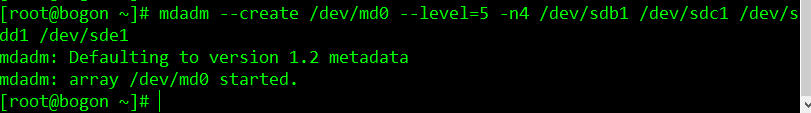 [root@bogon ~]# mdadm --create /dev/md0 --level=5 -n4 /dev/sdb1 /dev/sdc1 /dev/s
dd1 /dev/sde1
mdadm: Defaulting to version 1.2 metadata
mdadm: array /dev/md0 started.
[root@bogon ~]#